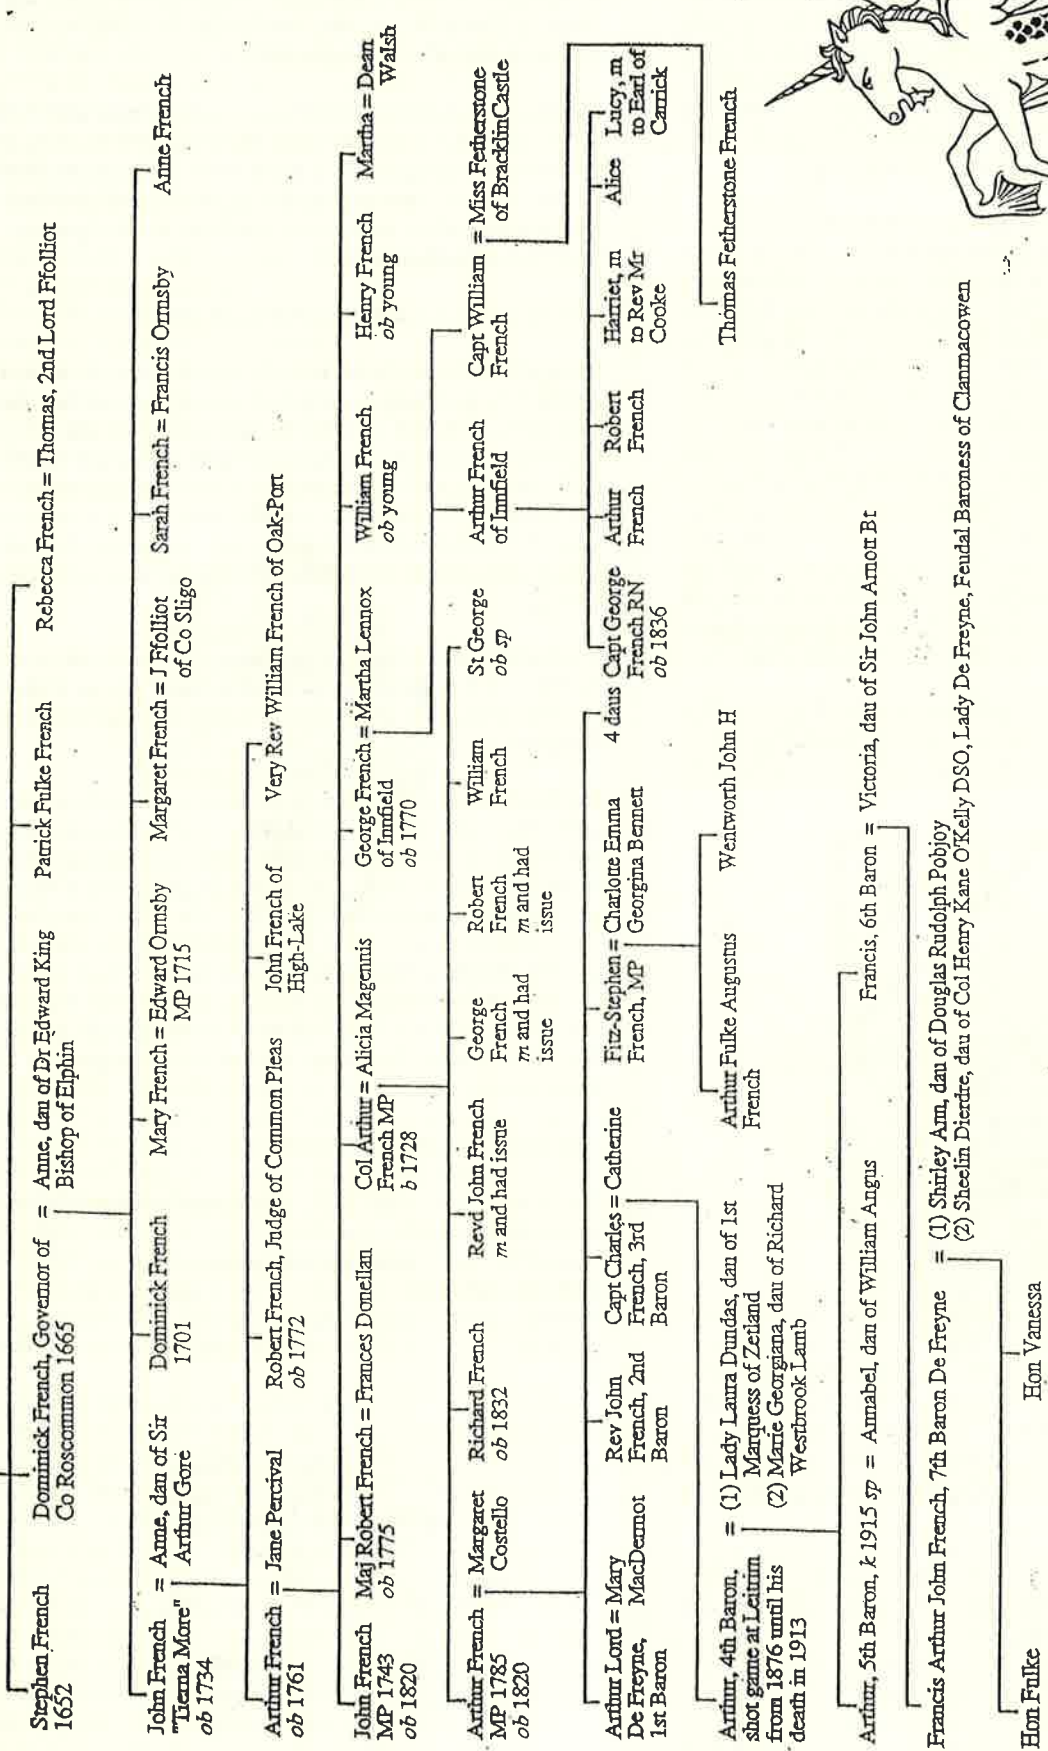 Stephen French
1652
Dominick French, Governor of
Co Roscommon 1665
= Anne, dau of Dr Edward King
Bishop of Elphin
Patrick Fulke French
Rebecca French = Thomas, 2nd Lord Ffolliot
John French
"Tierna More"
ob 1734
= Anne, dau of Sir
Arthur Gore
Dominick French
1701
Mary French = Edward Ormsby
MP 1715
Margaret French = J Ffolliot
of Co Sligo
Sarah French = Francis Ormsby
Anne French
Arthur French = Jane Percival
ob 1761
Robert French, Judge of Common Pleas
ob 1772
John French of
High-Lake
Very Rev William French of Oak-Port
John French
MP 1743
ob 1820
Maj Robert French = Frances Donellan
ob 1775
Col Arthur = Alicia Magennis
French MP
b 1728
George French = Martha Lennox
of Innfield
ob 1770
William French
ob young
Henry French
ob young
Martha = Dean
Walsh
Arthur French = Margaret
MP 1785 Costello
ob 1820
Richard French
ob 1832
Revd John French
m and had issue
George
French
m and had
issue
Robert
French
m and had
issue
William
French
St George
ob sp
Arthur French
of Innfield
Capt William = Miss Fetherstone
French of Bracklin Castle
Arthur Lord = Mary
De Freyne, MacDermot
1st Baron
Rev John
French, 2nd
Baron
Capt Charles = Catherine
French, 3rd
Baron
Fitz-Stephen = Charlotte Emma
French, MP Georgina Bennett
4 daus
Capt George
French RN
ob 1836
Arthur
French
Robert
French
Harriet, m
to Rev Mr
Cooke
Alice
Lucy, m
to Earl of
Carrick
Arthur, 4th Baron,
shot game at Leitrim
from 1876 until his
death in 1913
= (1) Lady Laura Dundas, dau of 1st
Marquess of Zetland
(2) Marie Georgiana, dau of Richard
Westbrook Lamb
Arthur Fulke Augustus
French
Wentworth John H
Thomas Fetherstone French
Arthur, 5th Baron, k 1915 sp = Annabel, dau of William Angus
Francis, 6th Baron = Victoria, dau of Sir John Arnott Bt
Francis Arthur John French, 7th Baron De Freyne
= (1) Shirley Ann, dau of Douglas Rudolph Pobjoy
(2) Sheelin Dierdre, dau of Col Henry Kane O'Kelly DSO, Lady De Freyne, Feudal Baroness of Clanmacowen
Hon Fulke
Hon Vanessa